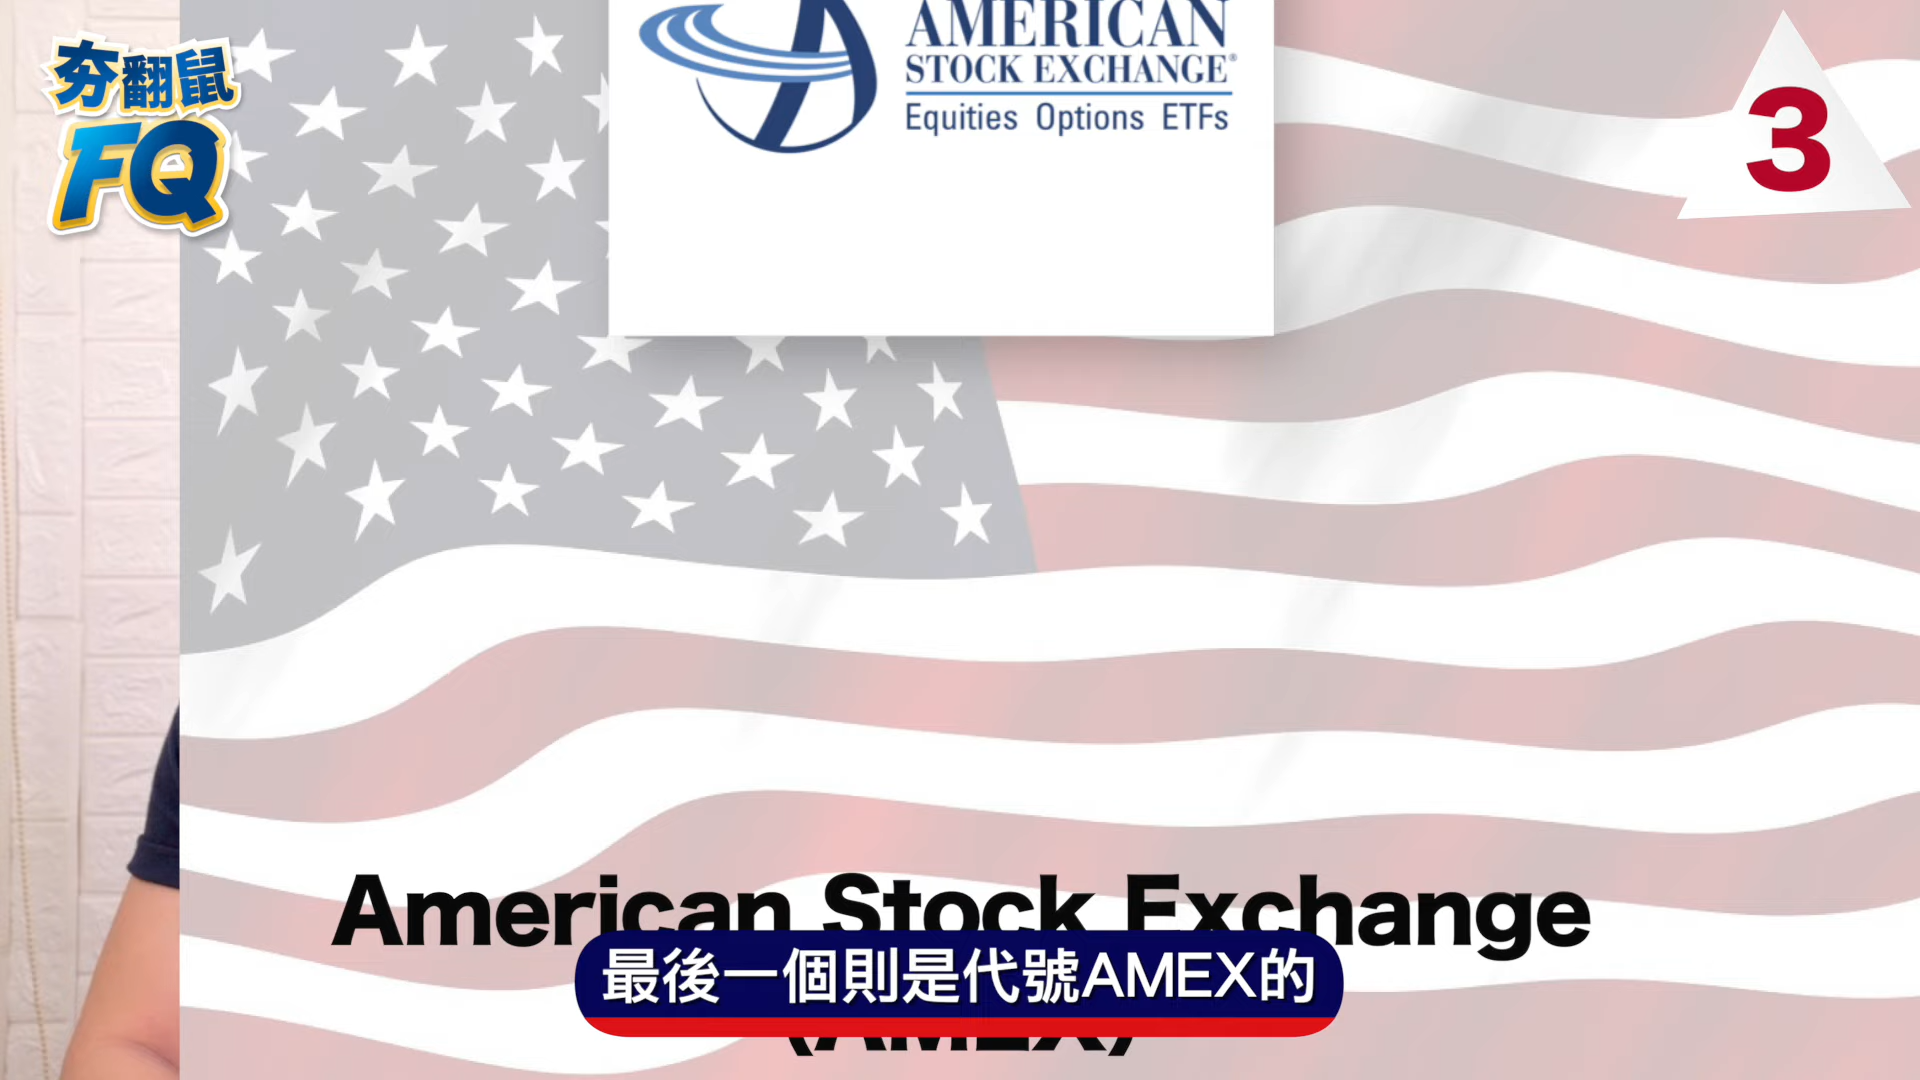 夯翻鼠
FQ
AMERICAN
STOCK EXCHANGE®
Equities Options ETFs
3
American Stock Exchange
最後一個則是代號AMEX的
(AMEX)